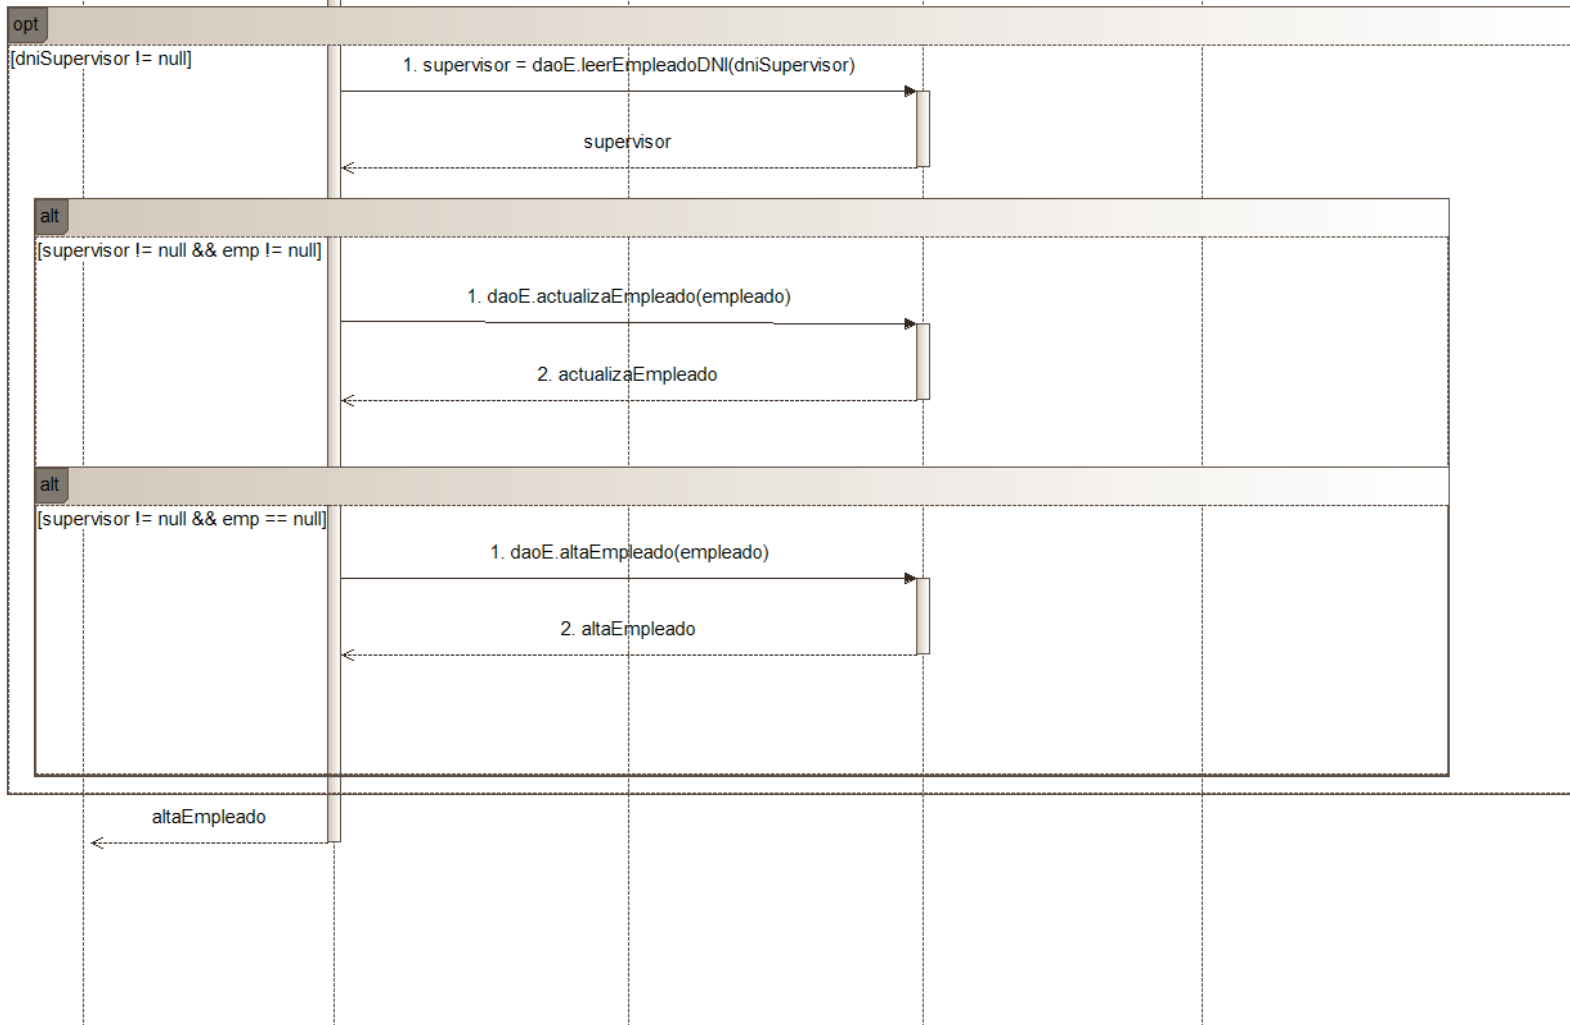 opt
[dniSupervisor != null]
1. supervisor = daoE.leerEmpleadoDNI(dniSupervisor)
supervisor
alt
[supervisor != null && emp != null]
1. daoE.actualizaEmpleado(empleado)
2. actualizaEmpleado
alt
[supervisor != null && emp == null]
1. daoE.altaEmpleado(empleado)
2. altaEmpleado
altaEmpleado